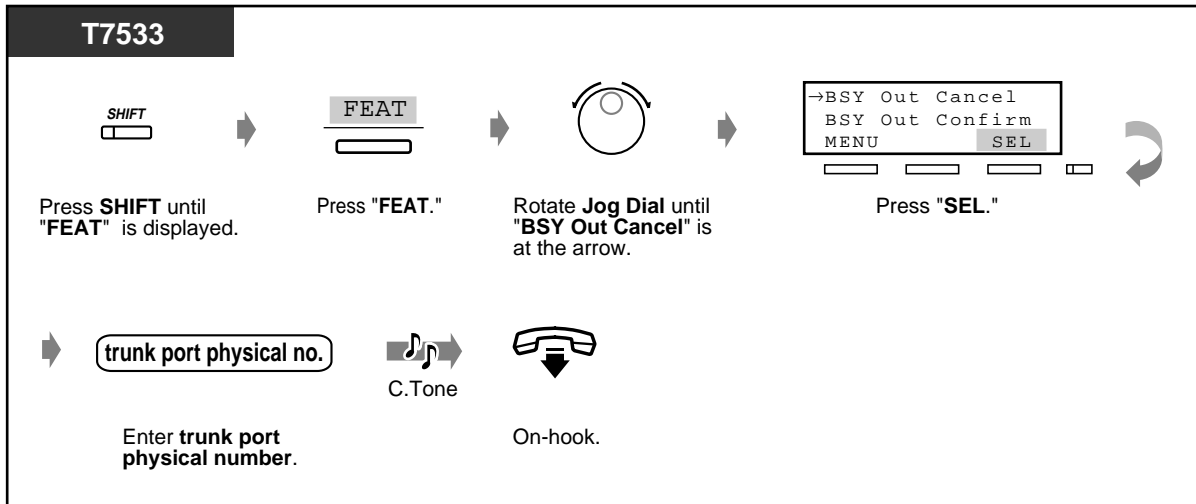 T7533
SHIFT
FEAT
→BSY Out Cancel
BSY Out Confirm
MENU SEL
Press SHIFT until
"FEAT" is displayed.
Press "FEAT."
Rotate Jog Dial until
"BSY Out Cancel" is
at the arrow.
Press "SEL."
trunk port physical no.
C.Tone
Enter trunk port
physical number.
On-hook.